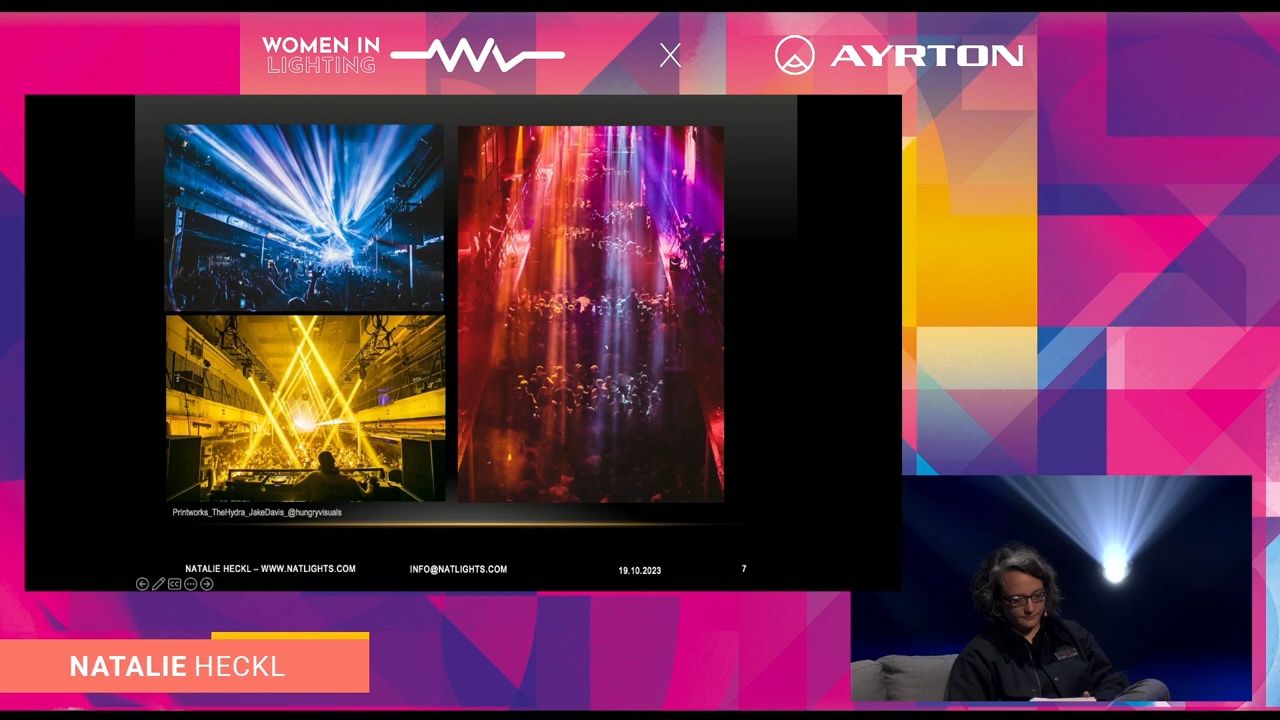 WOMEN IN
LIGHTING
X
AYRTON
Printworks_TheHydra_JakeDavis_@hungryvisuals
NATALIE HECKL – WWW.NATLIGHTS.COM
INFO@NATLIGHTS.COM
19.10.2023
7
CC
NATALIE HECKL